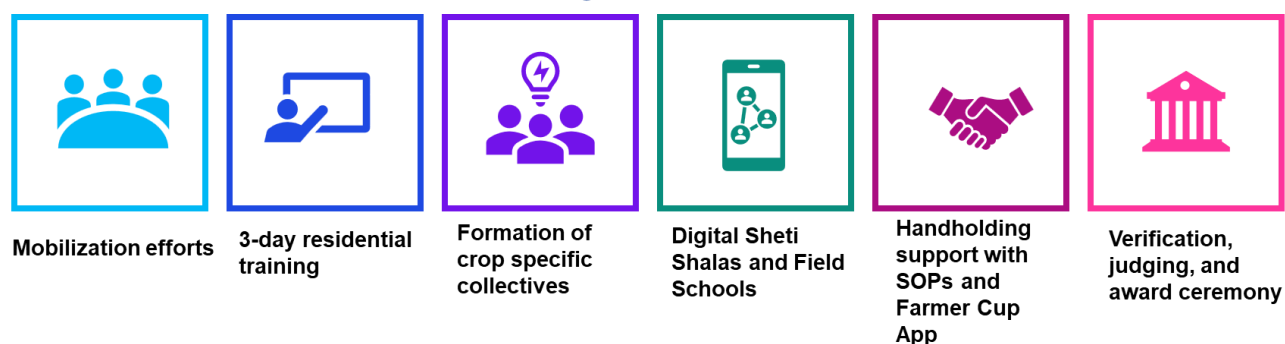 Mobilization efforts
3-day residential
training
Formation of
crop specific
collectives
Digital Sheti
Shalas and Field
Schools
Handholding
support with
SOPs and
Farmer Cup
App
Verification,
judging, and
award ceremony